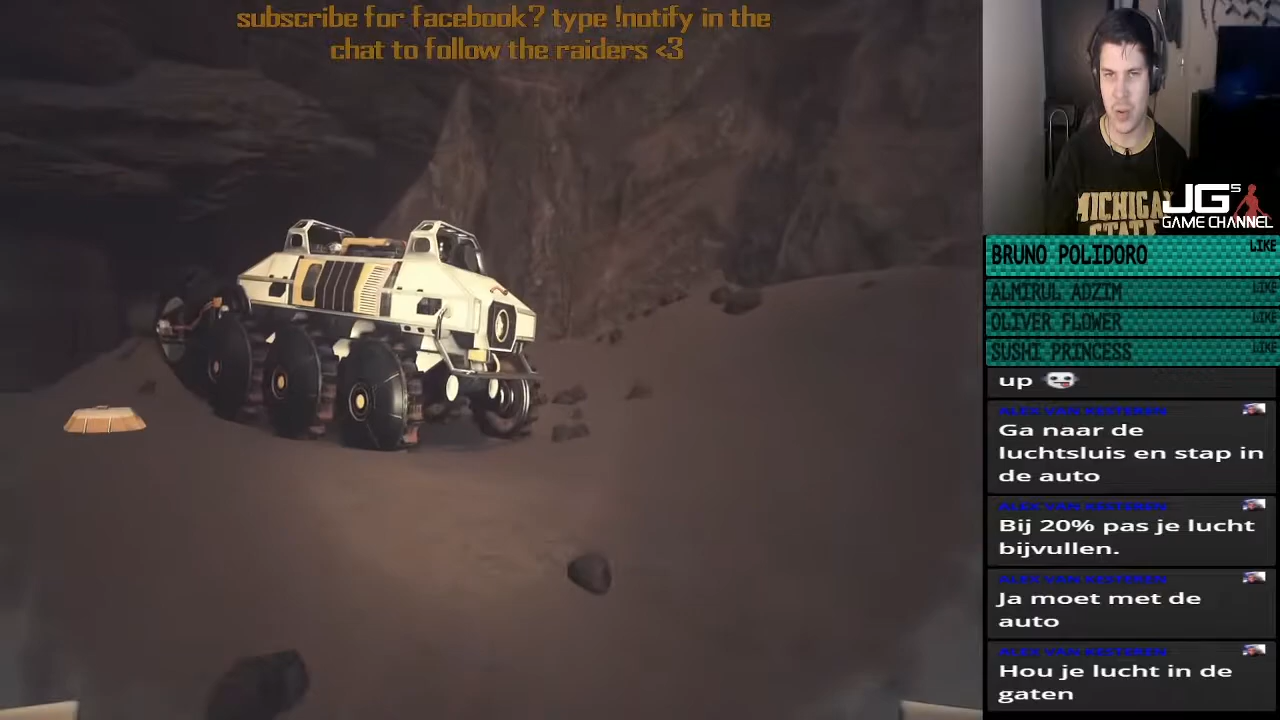 subscribe for facebook? type !notify in the
chat to follow the raiders <3
MICHIGAN
STATE
JG5
GAME CHANNEL
BRUNO POLIDORO LIKE
ALMIRUL ADZIM LIKE
OLIVER FLOWER LIKE
SUSHI PRINCESS LIKE
up
Ga naar de
luchtsluis en stap in
de auto
Bij 20% pas je lucht
bijvullen.
Ja moet met de
auto
Hou je lucht in de
gaten